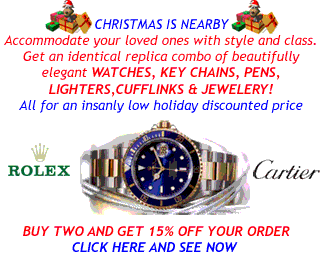 CHRISTMAS IS NEARBY
Accommodate your loved ones with style and class.
Get an identical replica combo of beautifully
elegant WATCHES, KEY CHAINS, PENS,
LIGHTERS,CUFFLINKS & JEWELERY!
All for an insanly low holiday discounted price
ROLEX
Cartier
BUY TWO AND GET 15% OFF YOUR ORDER
CLICK HERE AND SEE NOW